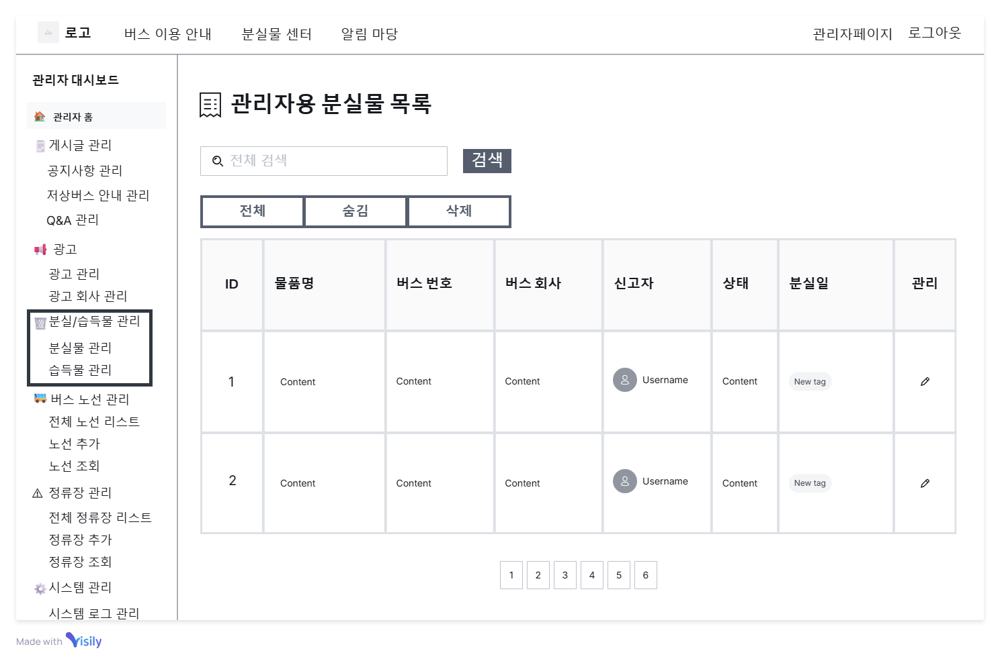 로고 버스 이용 안내 분실물 센터 알림 마당 관리자페이지 로그아웃
관리자 대시보드
관리자 홈
게시글 관리
공지사항 관리
저상버스 안내 관리
Q&A 관리
광고
광고 관리
광고 회사 관리
분실/습득물 관리
분실물 관리
습득물 관리
버스 노선 관리
전체 노선 리스트
노선 추가
노선 조회
정류장 관리
전체 정류장 리스트
정류장 추가
정류장 조회
시스템 관리
시스템 로그 관리
관리자용 분실물 목록
전체 검색 검색
전체 숨김 삭제
ID 물품명 버스 번호 버스 회사 신고자 상태 분실일 관리
1 Content Content Content Username Content New tag
2 Content Content Content Username Content New tag
1 2 3 4 5 6
Made with Visily